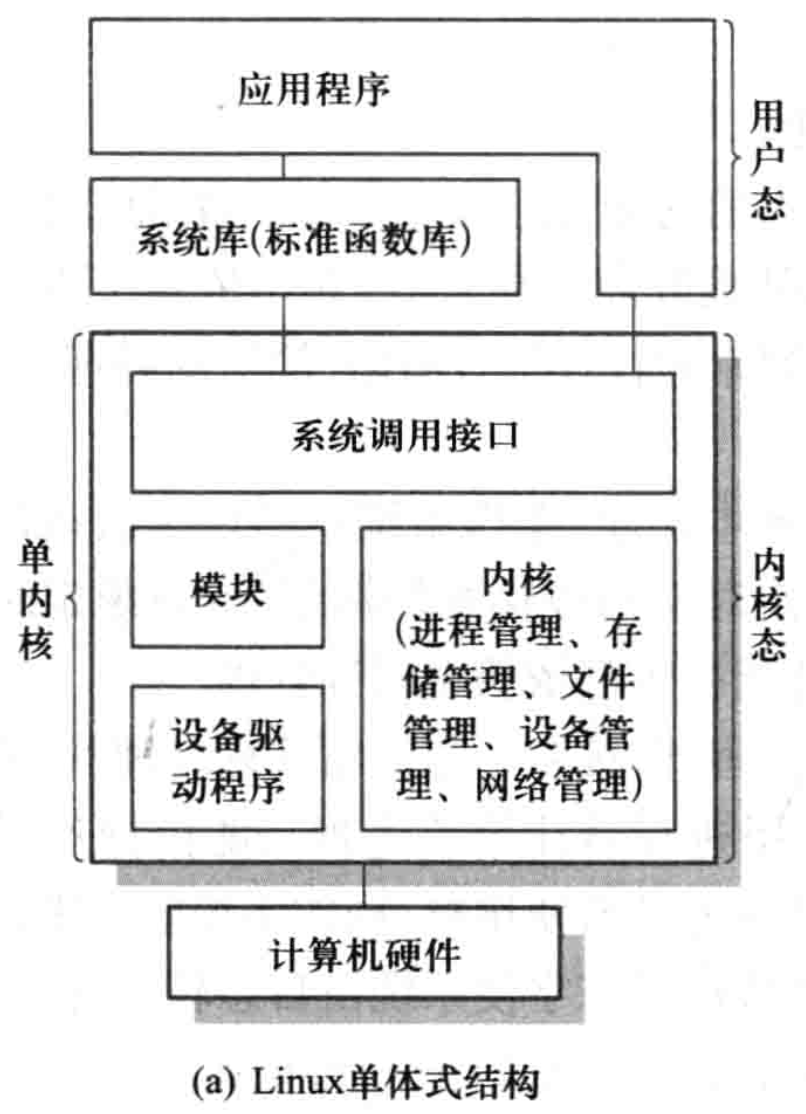 应用程序
用户态
系统库(标准函数库)
系统调用接口
单内核
模块
内核
(进程管理、存
储管理、文件
管理、设备管
理、网络管理)
内核态
设备驱
动程序
计算机硬件
(a) Linux单体式结构